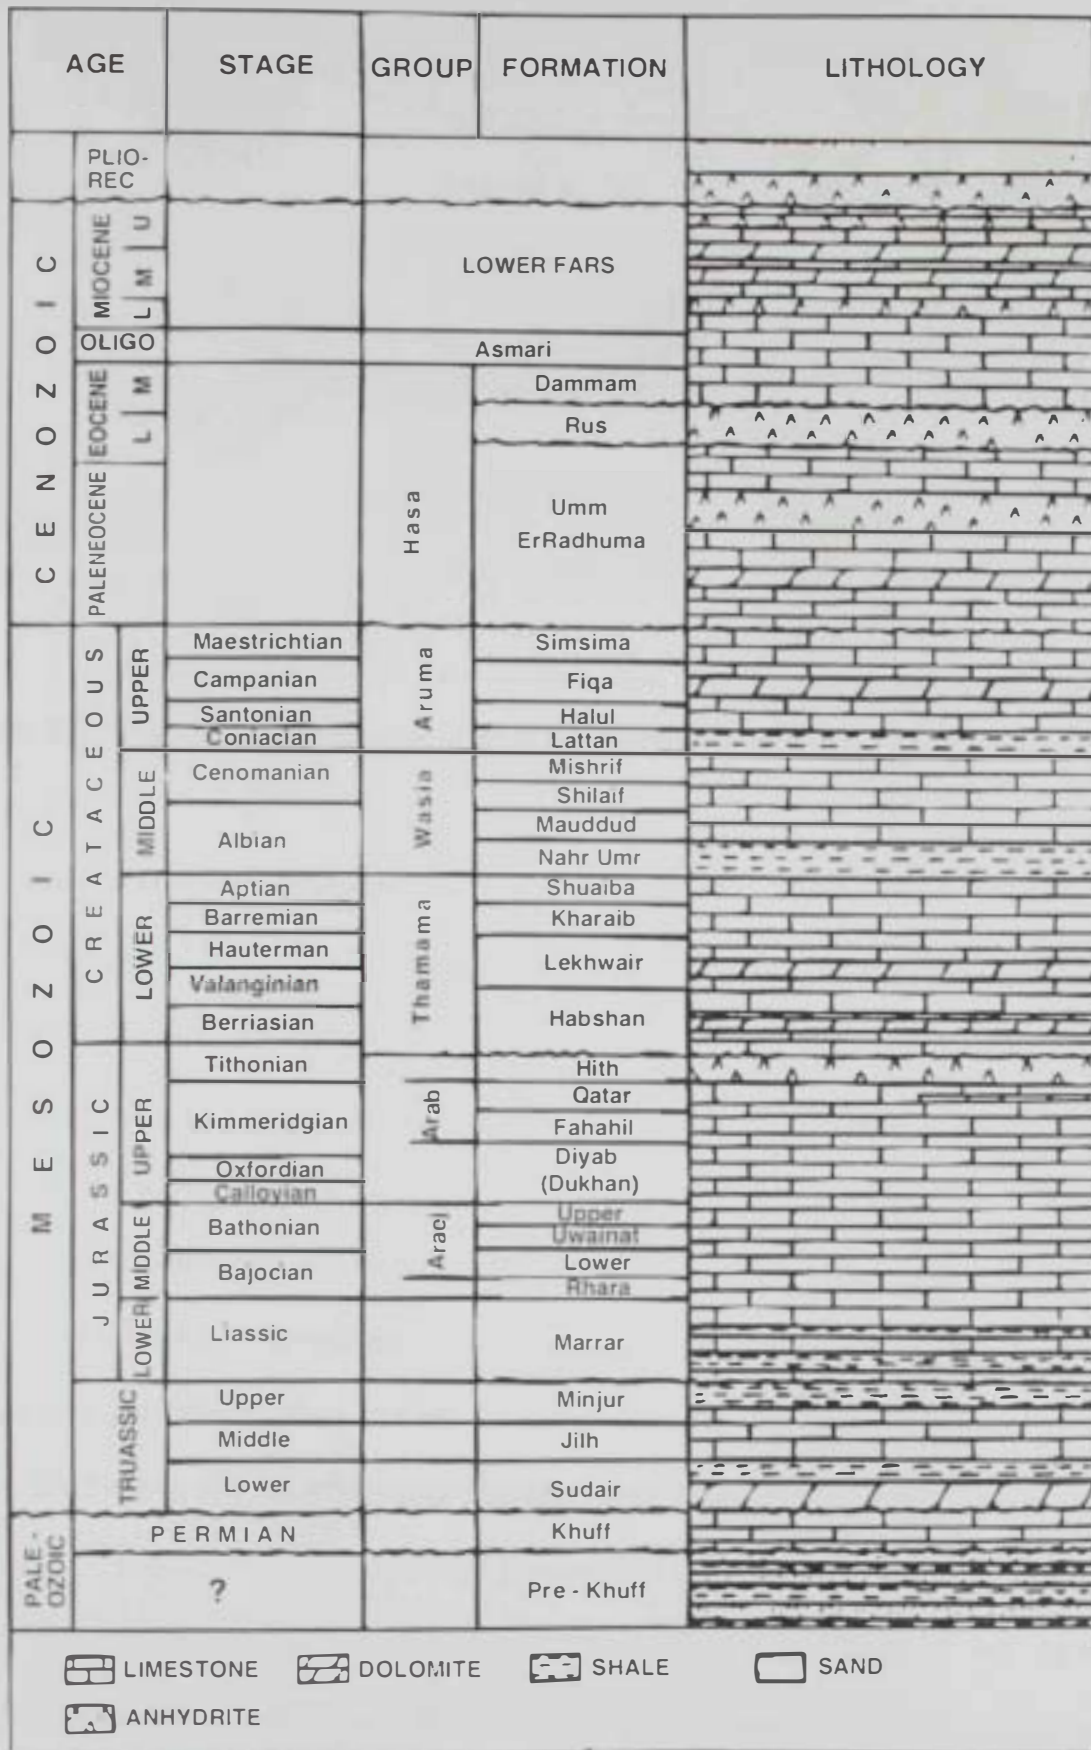 AGE STAGE GROUP FORMATION LITHOLOGY
PLIO-
REC
CENOZOIC
MIOCENE U M L
LOWER FARS
OLIGO
Asmari
EOCENE M L
Dammam
Rus
PALENEOCENE
Hasa
Umm
ErRadhuma
MESOZOIC
CREATACEOUS
UPPER
Maestrichtian
Aruma
Simsima
Campanian
Fiqa
Santonian
Halul
Coniacian
Lattan
MIDDLE
Cenomanian
Wasia
Mishrif
Shilaif
Albian
Mauddud
Nahr Umr
LOWER
Aptian
Thamama
Shuaiba
Barremian
Kharaib
Hauterman
Lekhwair
Valanginian
Berriasian
Habshan
JURASSIC
UPPER
Tithonian
Hith
Arab
Qatar
Kimmeridgian
Fahahil
Oxfordian
Diyab
(Dukhan)
Calloyian
MIDDLE
Bathonian
Araej
Upper
Uwainat
Bajocian
Lower
Rhara
LOWER
Liassic
Marrar
TRUASSIC
Upper
Minjur
Middle
Jilh
Lower
Sudair
PALE-
OZOIC
PERMIAN
Khuff
?
Pre - Khuff
LIMESTONE DOLOMITE SHALE SAND
ANHYDRITE